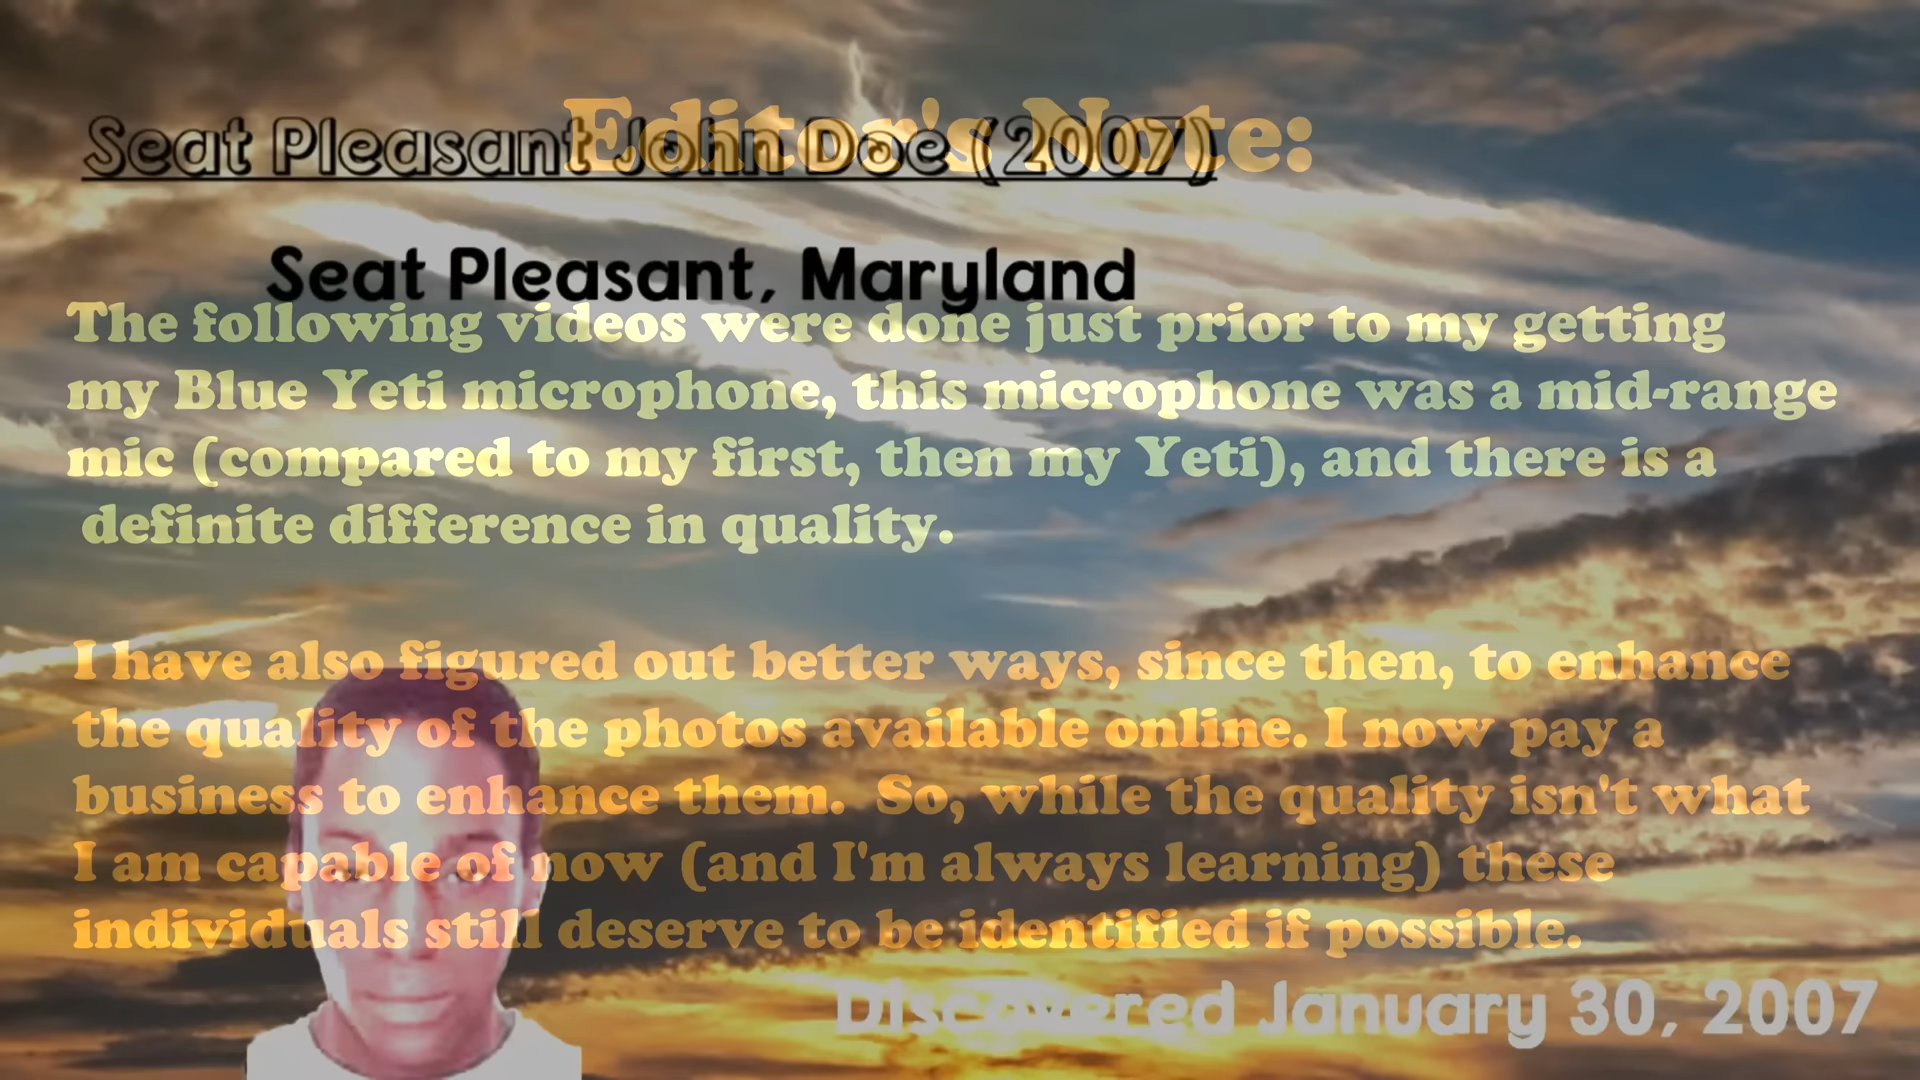 Editor's Note:
Seat Pleasant John Doe (2007)
Seat Pleasant, Maryland
The following videos were done just prior to my getting
my Blue Yeti microphone, this microphone was a mid-range
mic (compared to my first, then my Yeti), and there is a
definite difference in quality.
I have also figured out better ways, since then, to enhance
the quality of the photos available online. I now pay a
business to enhance them. So, while the quality isn't what
I am capable of now (and I'm always learning) these
individuals still deserve to be identified if possible.
Discovered January 30, 2007